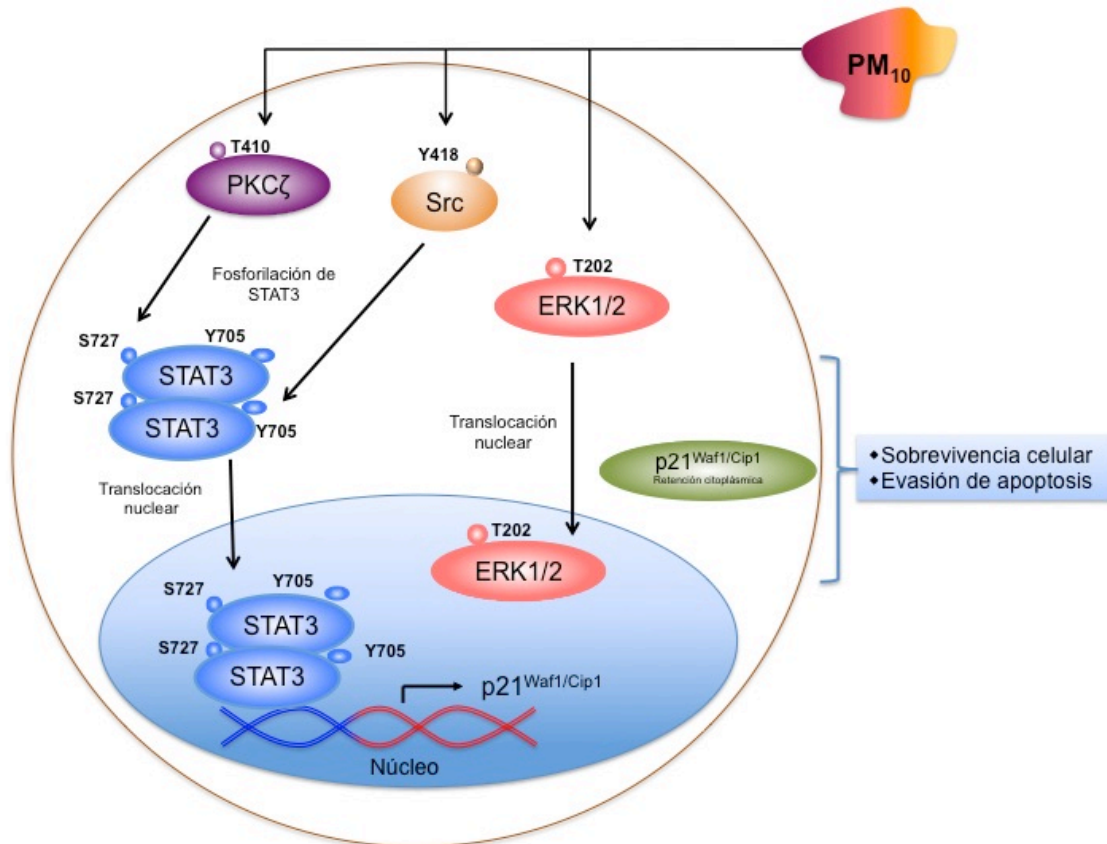 PM10
T410
PKCζ
Y418
Src
T202
ERK1/2
Fosforilación de
STAT3
S727
Y705
STAT3
S727
STAT3
Y705
Translocación
nuclear
Translocación
nuclear
p21Waf1/Cip1
Retención citoplásmica
◆Sobrevivencia celular
◆Evasión de apoptosis
T202
ERK1/2
S727
Y705
STAT3
S727
Y705
STAT3
p21Waf1/Cip1
Núcleo